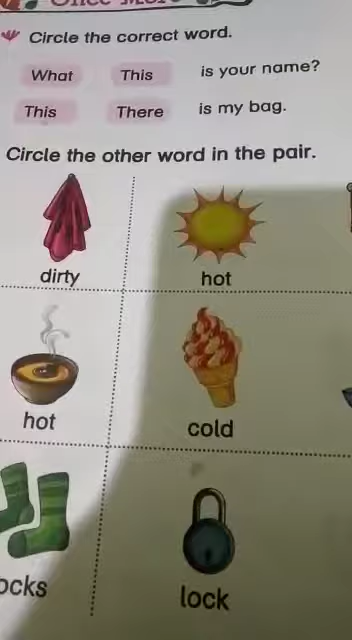 Circle the correct word.
What This is your name?
This There is my bag.
Circle the other word in the pair.
dirty hot
hot cold
ocks lock